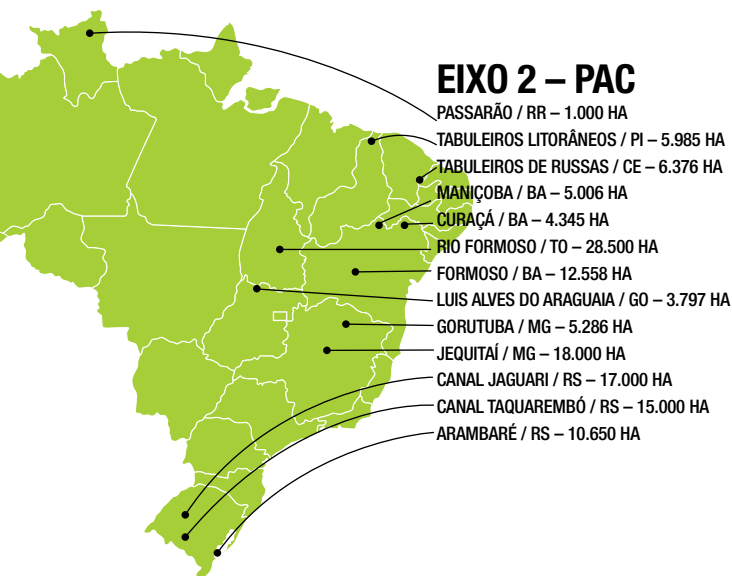 EIXO 2 – PAC
PASSARÃO / RR – 1.000 HA
TABULEIROS LITORÂNEOS / PI – 5.985 HA
TABULEIROS DE RUSSAS / CE – 6.376 HA
MANIÇOBA / BA – 5.006 HA
CURAÇÁ / BA – 4.345 HA
RIO FORMOSO / TO – 28.500 HA
FORMOSO / BA – 12.558 HA
LUIS ALVES DO ARAGUAIA / GO – 3.797 HA
GORUTUBA / MG – 5.286 HA
JEQUITAÍ / MG – 18.000 HA
CANAL JAGUARI / RS – 17.000 HA
CANAL TAQUAREMBÓ / RS – 15.000 HA
ARAMBARÉ / RS – 10.650 HA